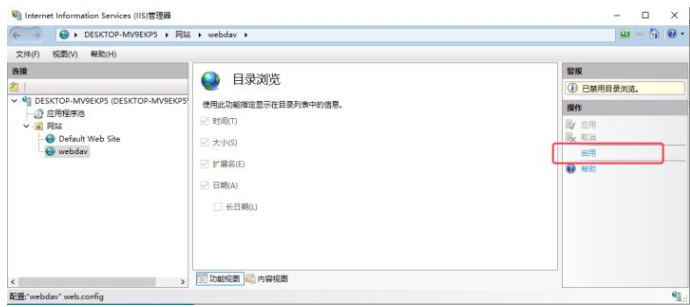 Internet Information Services (IIS)管理器
DESKTOP-MV9EKP5 网站 webdav
文件(F) 视图(V) 帮助(H)
连接
DESKTOP-MV9EKP5 (DESKTOP-MV9EKP5
应用程序池
网站
Default Web Site
webdav
目录浏览
使用此功能指定显示在目录列表中的信息。
时间(T)
大小(S)
扩展名(E)
日期(A)
长日期(L)
功能视图 内容视图
警报
已禁用目录浏览。
操作
应用
取消
启用
帮助
配置:"webdav" web.config